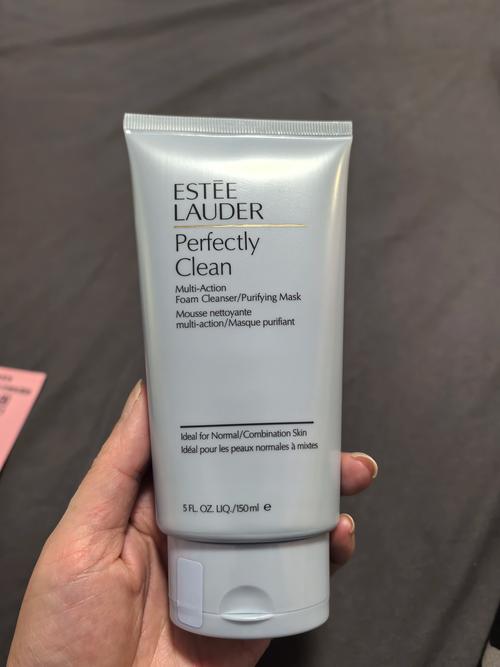 ESTĒE
LAUDER
Perfectly
Clean
Multi-Action
Foam Cleanser/Purifying Mask
Mousse nettoyante
multi-action/Masque purifiant
Ideal for Normal/Combination Skin
Idéal pour les peaux normales à mixtes
5 FL. OZ. LIQ./150 ml e